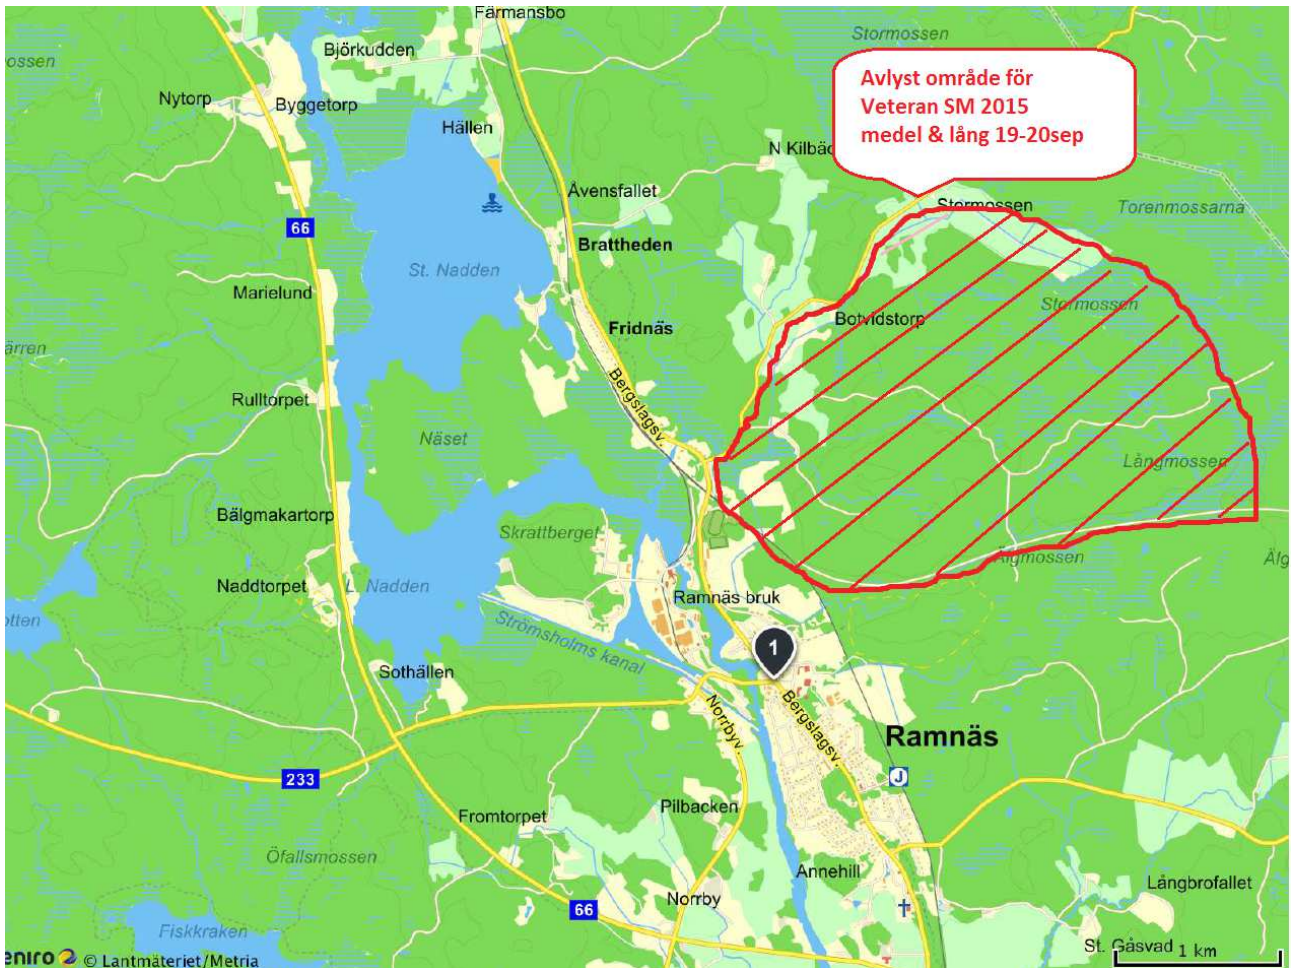 Färmansbo
Stormossen
ossen
Björkudden
Avlyst område för
Veteran SM 2015
medel & lång 19-20sep
Nytorp
Byggetorp
Hällen
N Kilbäc
Åvensfallet
Stormossen
Torenmossarna
66
Brattheden
St. Nadden
Marielund
Stormossen
Botvidstorp
Fridnäs
ärren
Bergslagsv.
Rulltorpet
Näset
Långmossen
Bälgmakartorp
Skrattberget
Älgmossen
Älg
Naddtorpet
L. Nadden
Ramnäs bruk
otten
Strömsholms kanal
1
Sothällen
Norrbyv.
Bergslagsv.
Ramnäs
J
233
Pilbacken
Fromtorpet
Öfallsmossen
Annehill
Långbrofallet
Norrby
66
Fiskkraken
St. Gåsvad
1 km
eniro
© Lantmäteriet/Metria